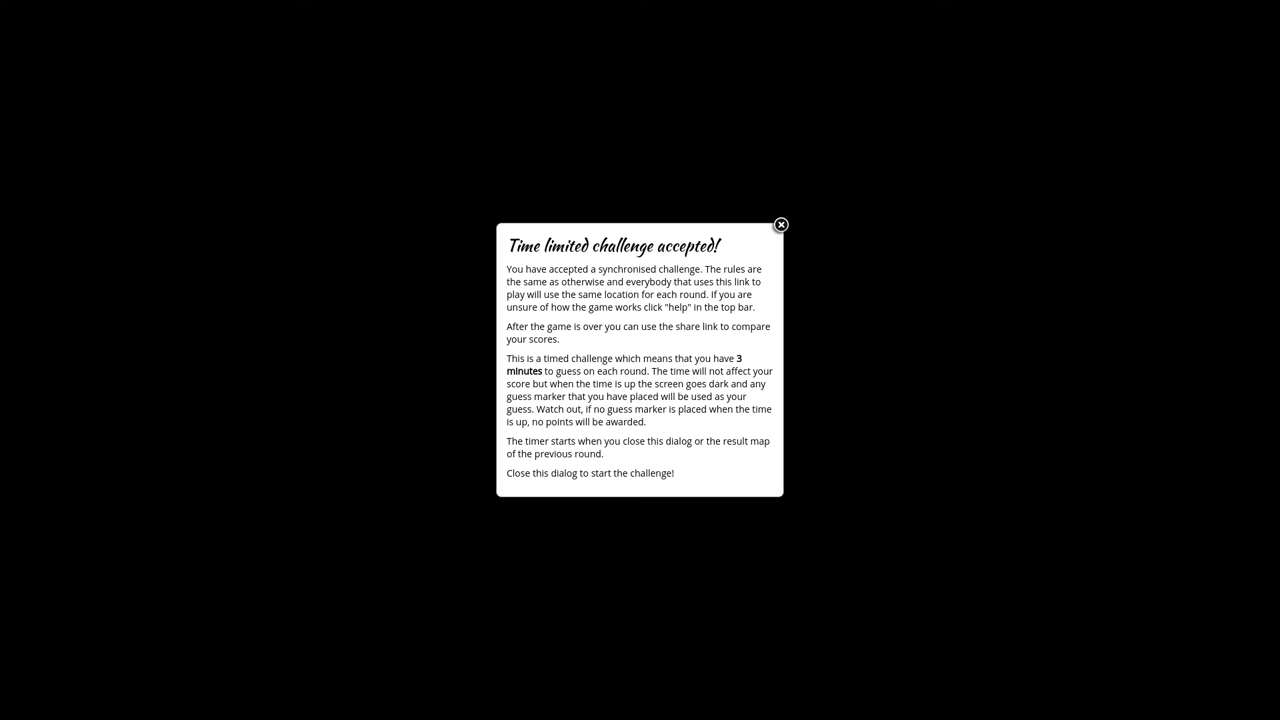 Time limited challenge accepted!
You have accepted a synchronised challenge. The rules are
the same as otherwise and everybody that uses this link to
play will use the same location for each round. If you are
unsure of how the game works click "help" in the top bar.
After the game is over you can use the share link to compare
your scores.
This is a timed challenge which means that you have 3
minutes to guess on each round. The time will not affect your
score but when the time is up the screen goes dark and any
guess marker that you have placed will be used as your
guess. Watch out, if no guess marker is placed when the time
is up, no points will be awarded.
The timer starts when you close this dialog or the result map
of the previous round.
Close this dialog to start the challenge!